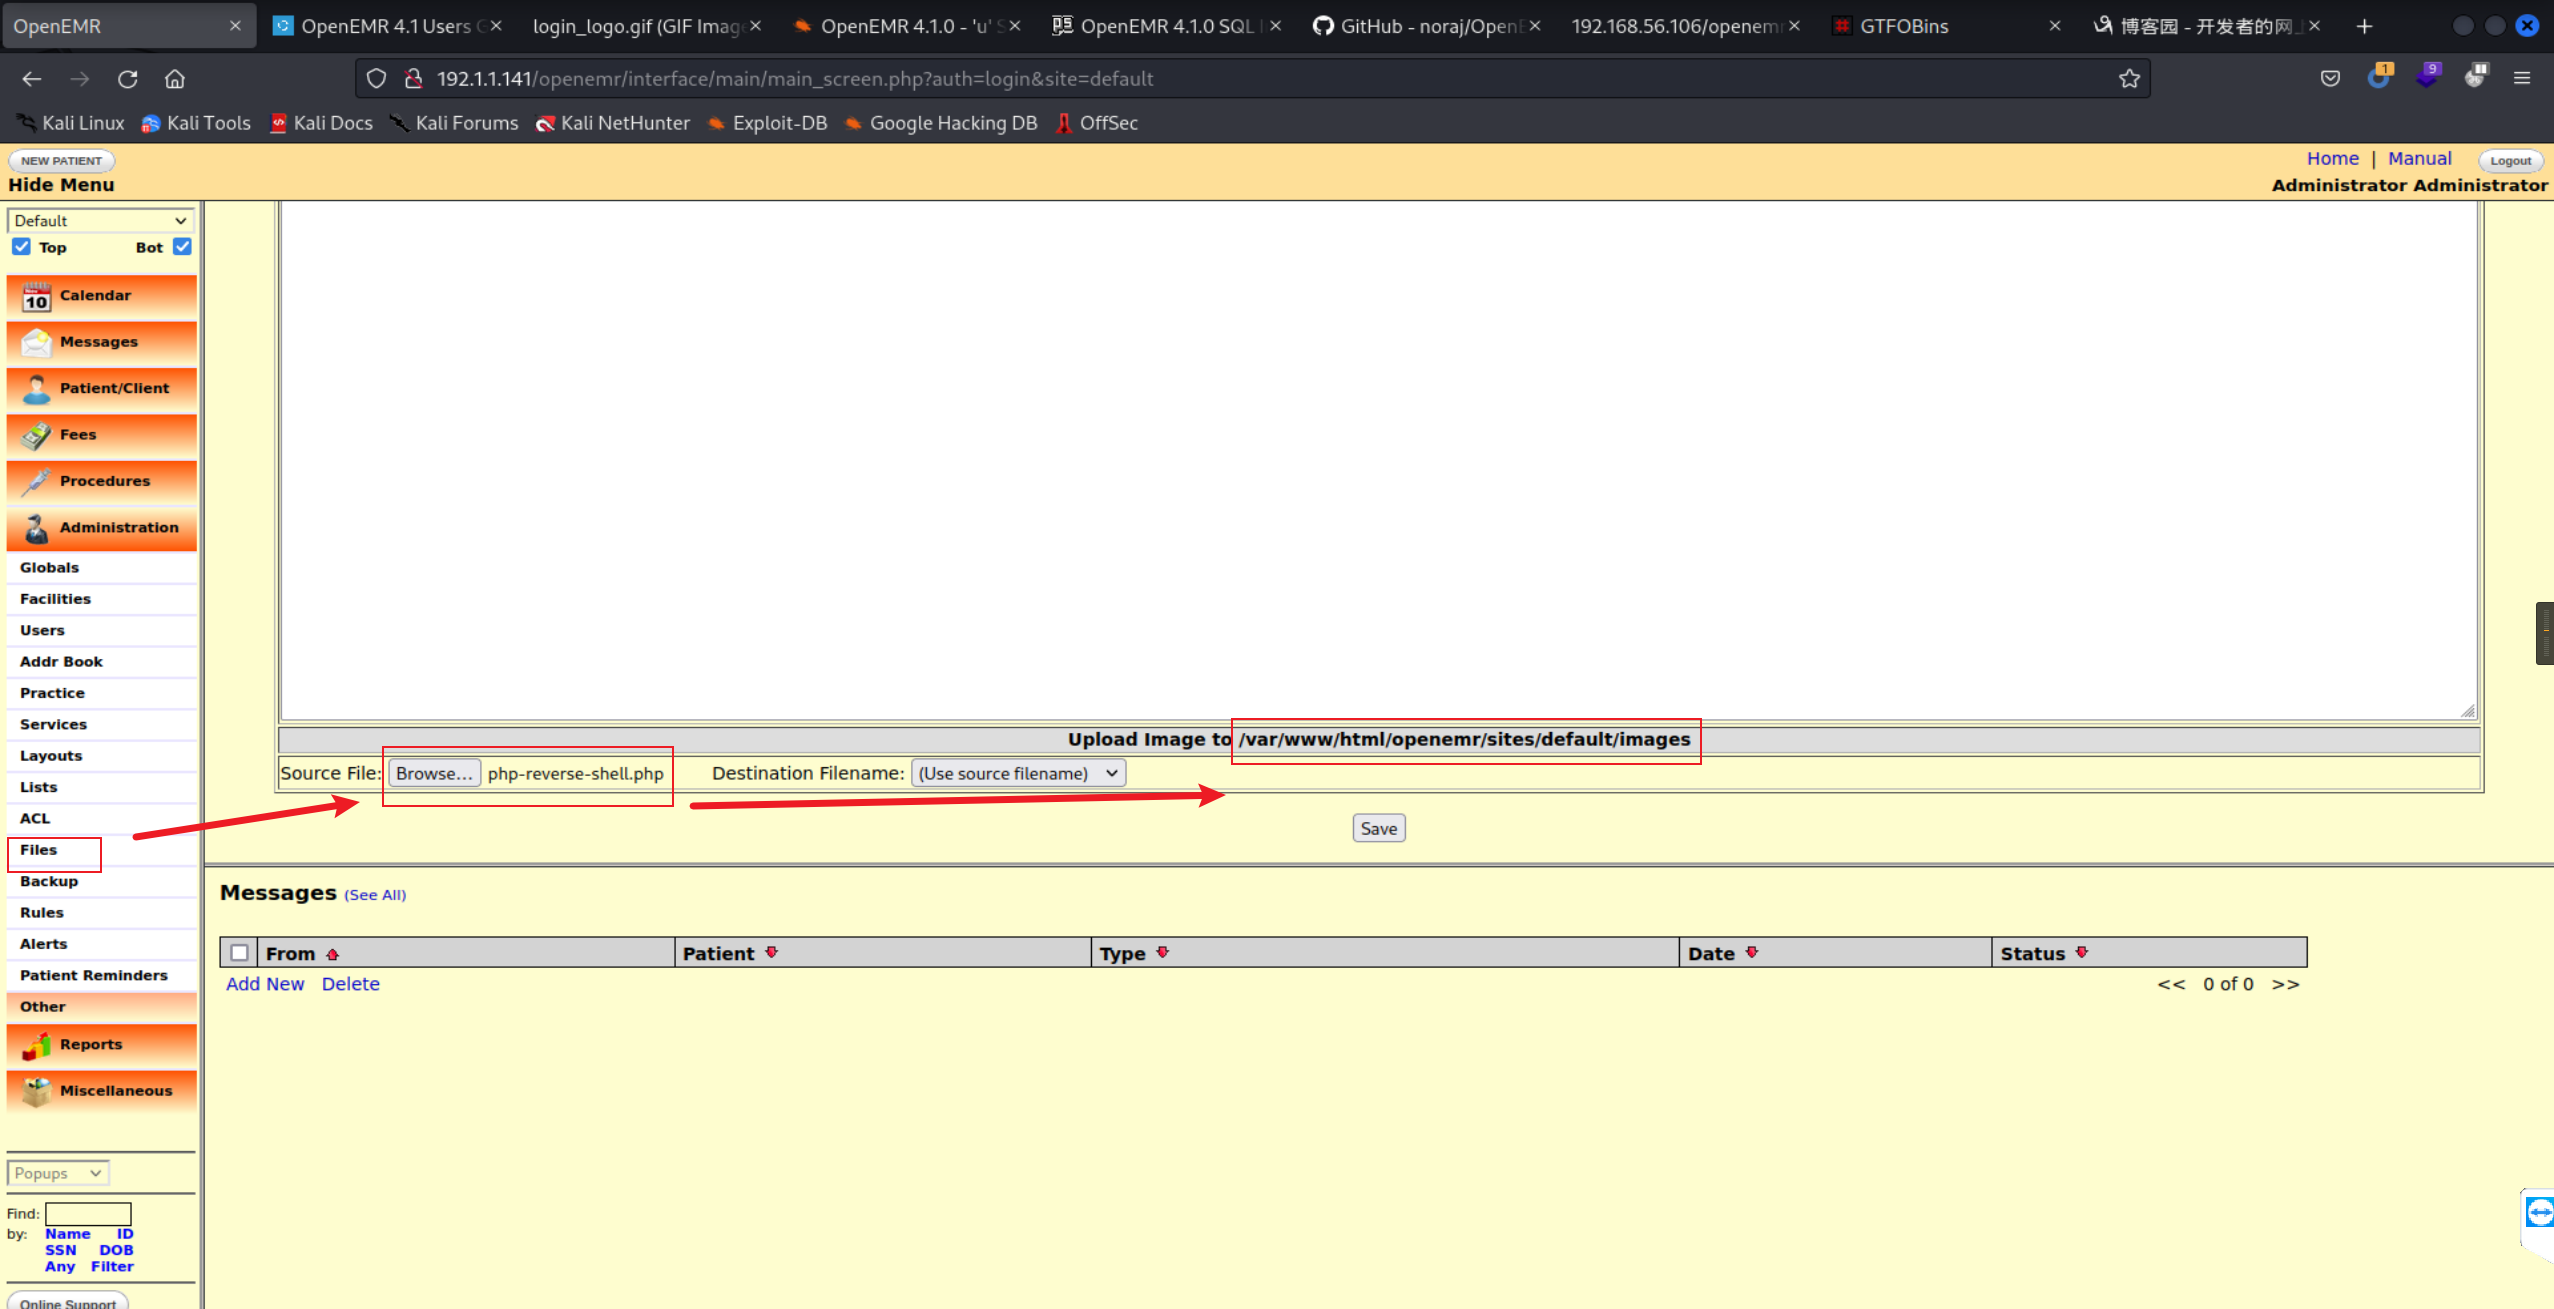 OpenEMR
OpenEMR 4.1 Users G
login_logo.gif (GIF Image
OpenEMR 4.1.0 - 'u' S
OpenEMR 4.1.0 SQL I
GitHub - noraj/OpenE
192.168.56.106/openemr
GTFOBins
博客园 - 开发者的网上
192.1.1.141/openemr/interface/main/main_screen.php?auth=login&site=default
1
9
Kali Linux
Kali Tools
Kali Docs
Kali Forums
Kali NetHunter
Exploit-DB
Google Hacking DB
OffSec
NEW PATIENT
Hide Menu
Home | Manual
Logout
Administrator Administrator
Default
Top
Bot
Calendar
Messages
Patient/Client
Fees
Procedures
Administration
Globals
Facilities
Users
Addr Book
Practice
Services
Layouts
Lists
ACL
Files
Backup
Rules
Alerts
Patient Reminders
Other
Reports
Miscellaneous
Popups
Find:
by: Name ID
SSN DOB
Any Filter
Online Support
Upload Image to /var/www/html/openemr/sites/default/images
Source File: Browse... php-reverse-shell.php Destination Filename: (Use source filename)
Save
Messages (See All)
From Patient Type Date Status
Add New Delete << 0 of 0 >>